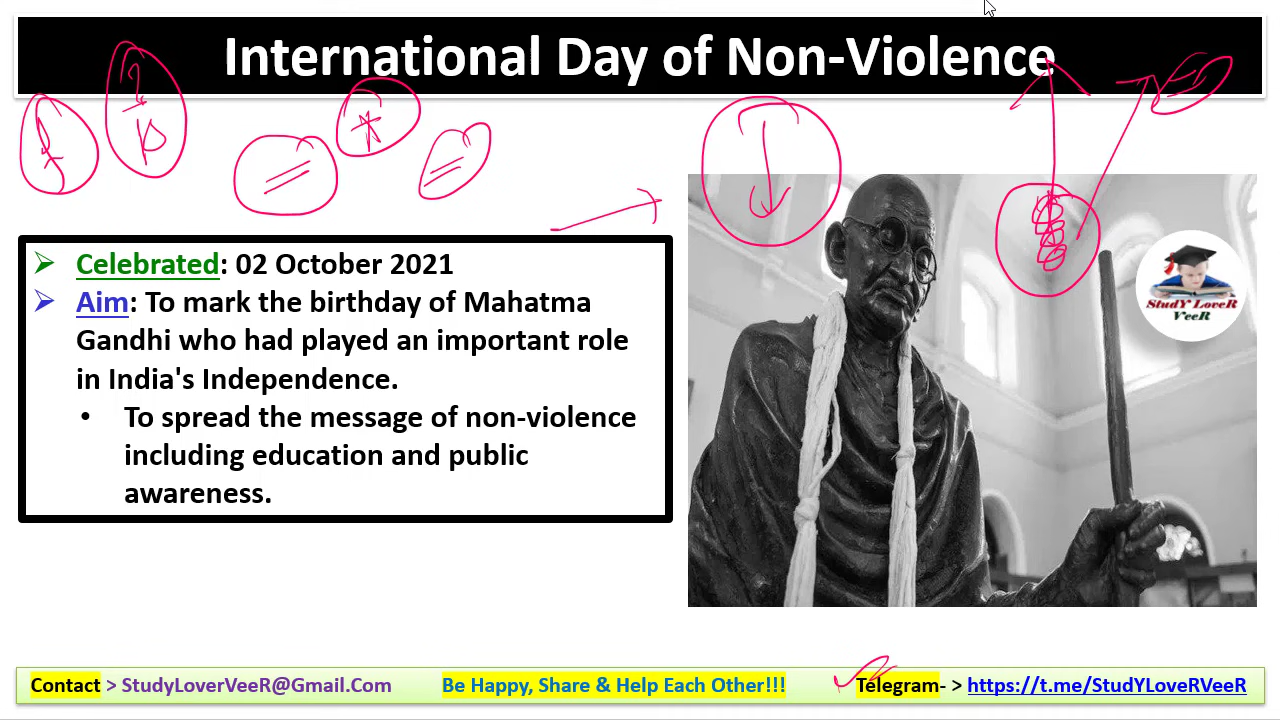 International Day of Non-Violence
Celebrated: 02 October 2021
Aim: To mark the birthday of Mahatma
Gandhi who had played an important role
in India's Independence.
• To spread the message of non-violence
including education and public
awareness.
StudY LoveR
VeeR
Contact > StudyLoverVeeR@Gmail.Com
Be Happy, Share & Help Each Other!!!
Telegram- > https://t.me/StudYLoveRVeeR